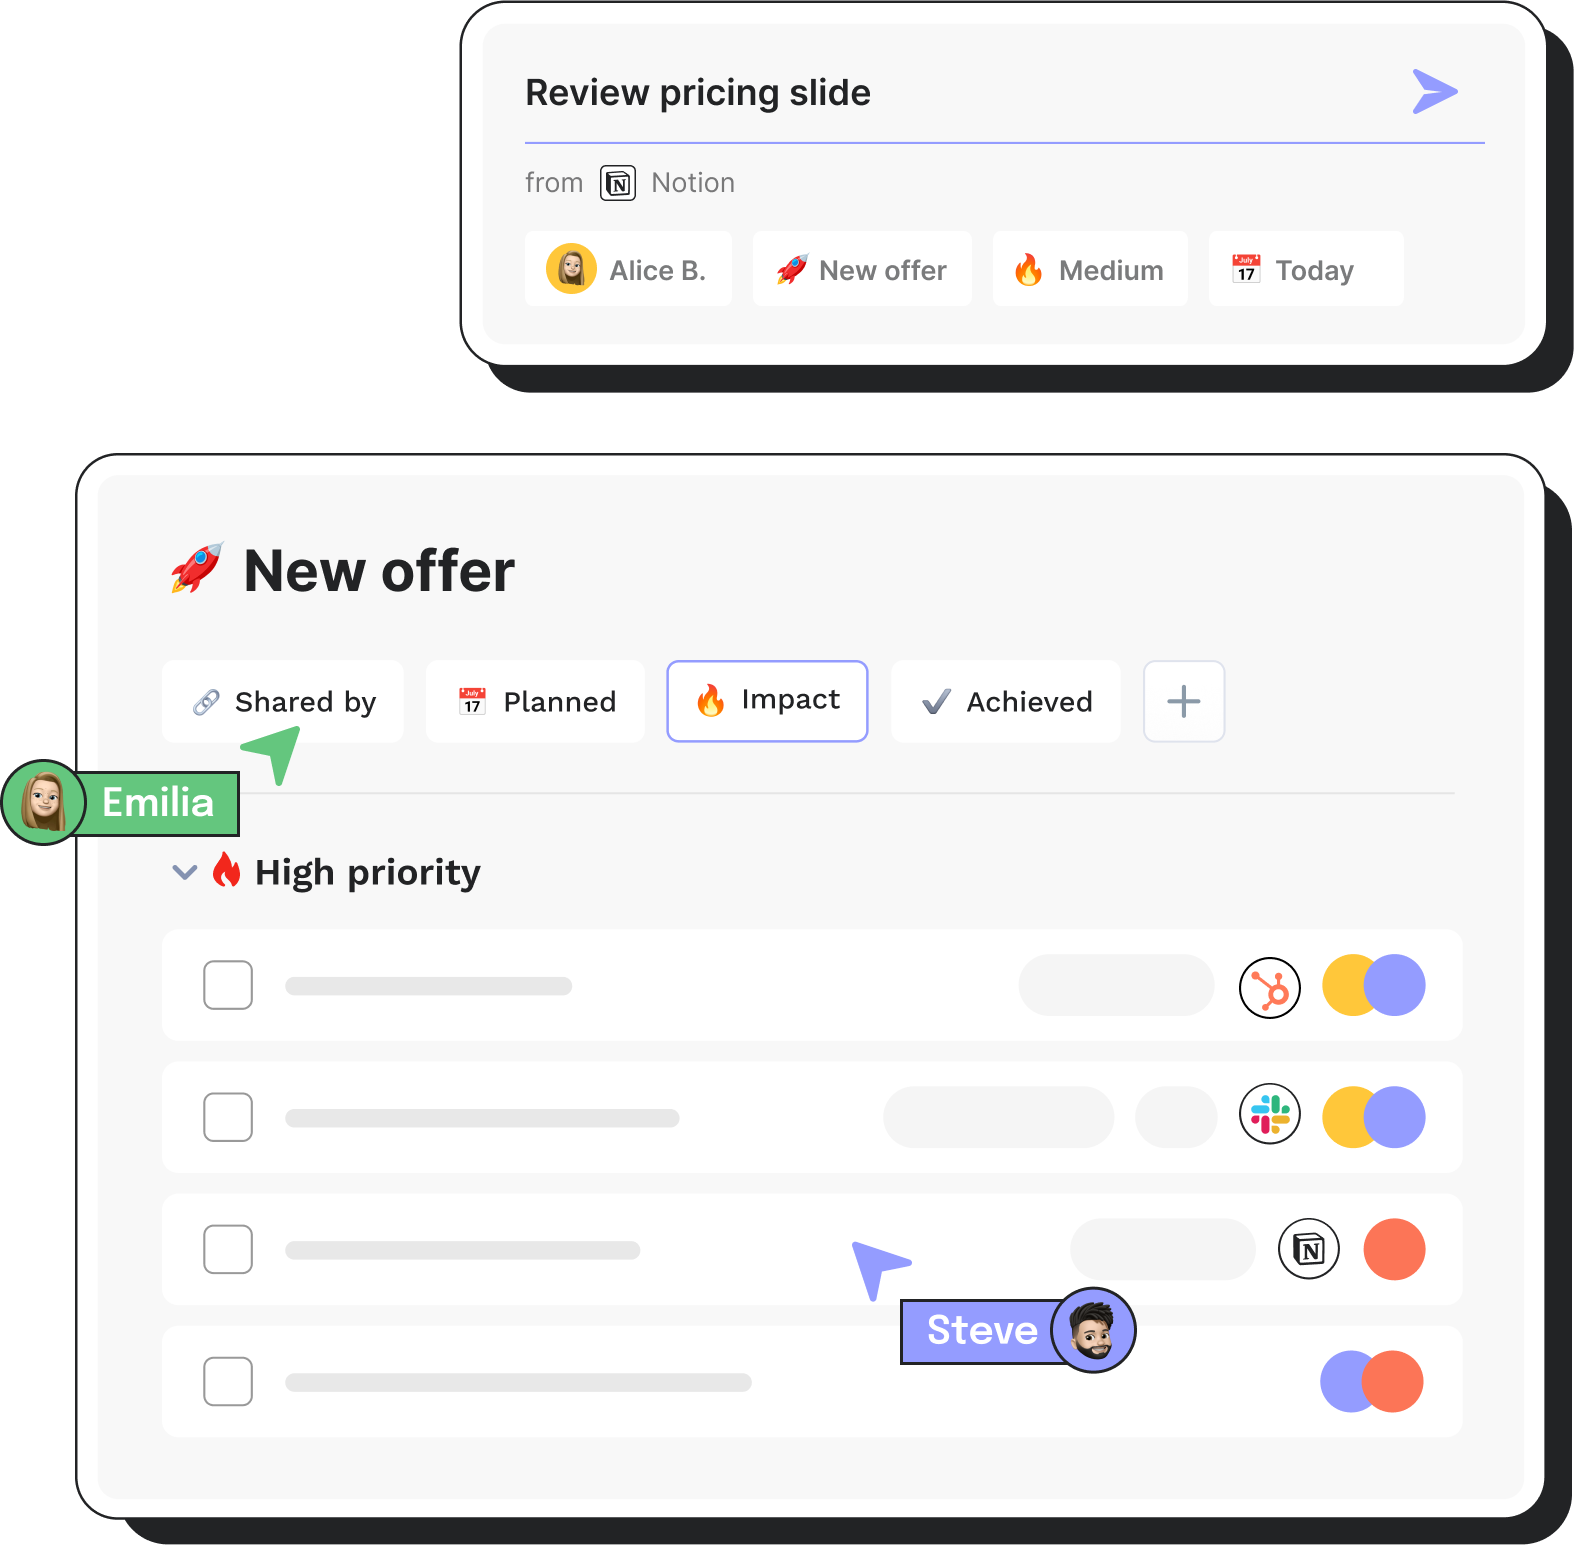 Review pricing slide
from N Notion
Alice B. New offer Medium July 17 Today
New offer
Shared by July 17 Planned Impact Achieved
Emilia
High priority
N
Steve